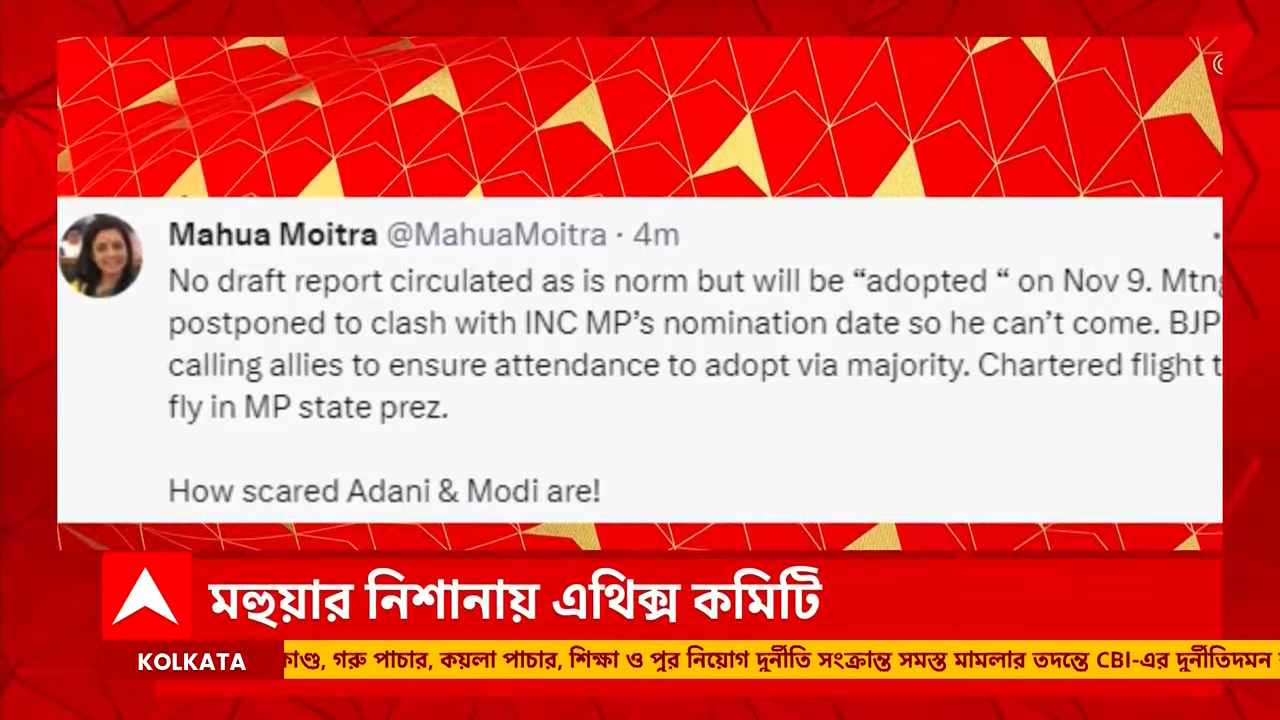 Mahua Moitra @MahuaMoitra · 4m
No draft report circulated as is norm but will be “adopted “ on Nov 9. Mtng
postponed to clash with INC MP’s nomination date so he can’t come. BJP
calling allies to ensure attendance to adopt via majority. Chartered flight
fly in MP state prez.
How scared Adani & Modi are!
মহুয়ার নিশানায় এথিক্স কমিটি
KOLKATA
গরু পাচার, কয়লা পাচার, শিক্ষা ও পুর নিয়োগ দুর্নীতি সংক্রান্ত সমস্ত মামলার তদন্তে CBI-এর দুর্নীতিদমন